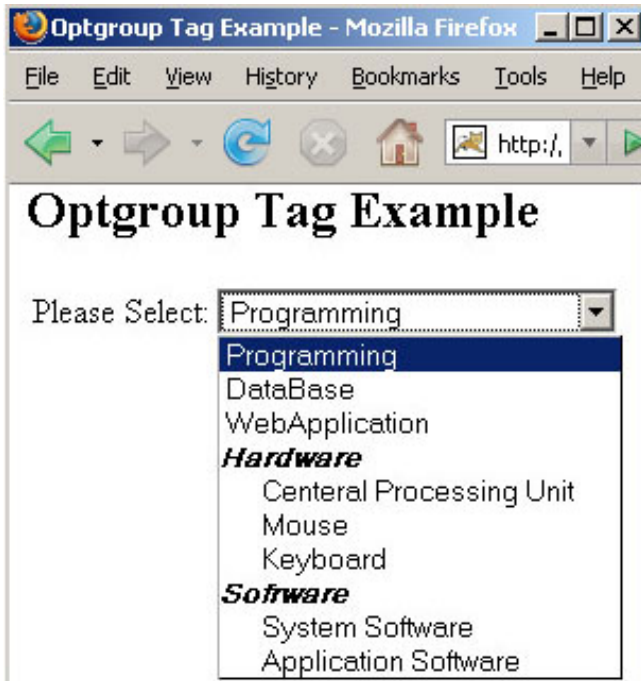 Optgroup Tag Example - Mozilla Firefox
File Edit View History Bookmarks Tools Help
http:/,
Optgroup Tag Example
Please Select: Programming
Programming
DataBase
WebApplication
Hardware
Centeral Processing Unit
Mouse
Keyboard
Software
System Software
Application Software